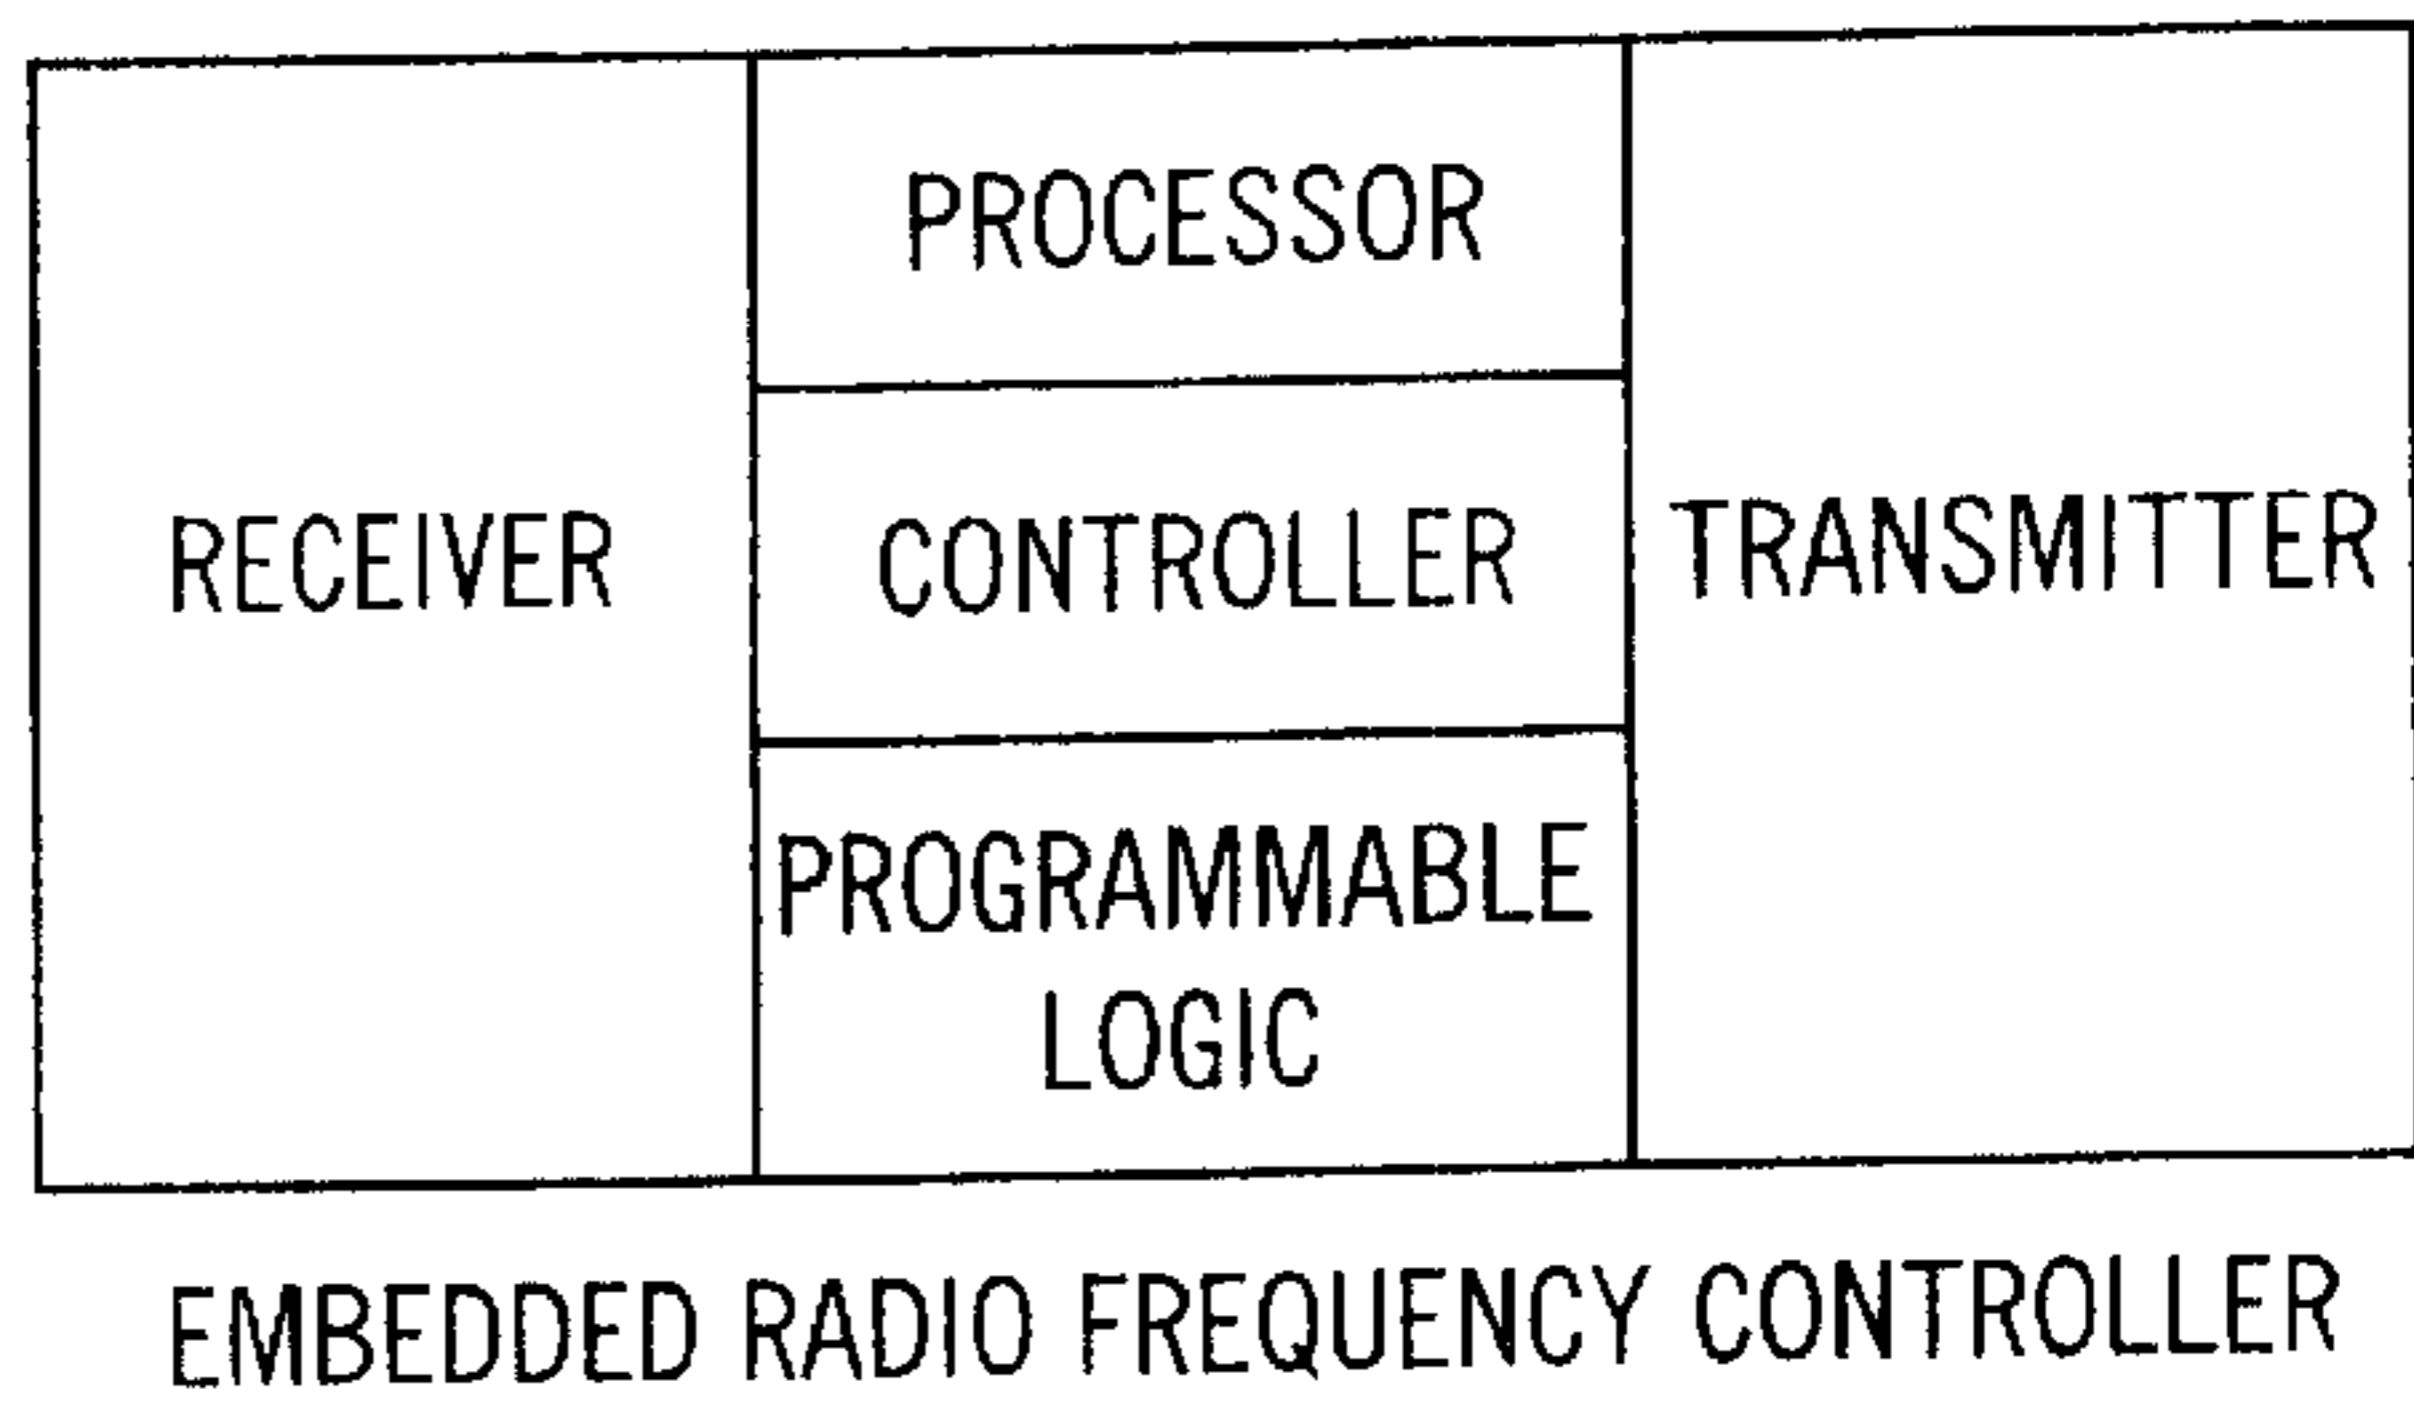 RECEIVER
PROCESSOR
CONTROLLER
PROGRAMMABLE
LOGIC
TRANSMITTER
EMBEDDED RADIO FREQUENCY CONTROLLER